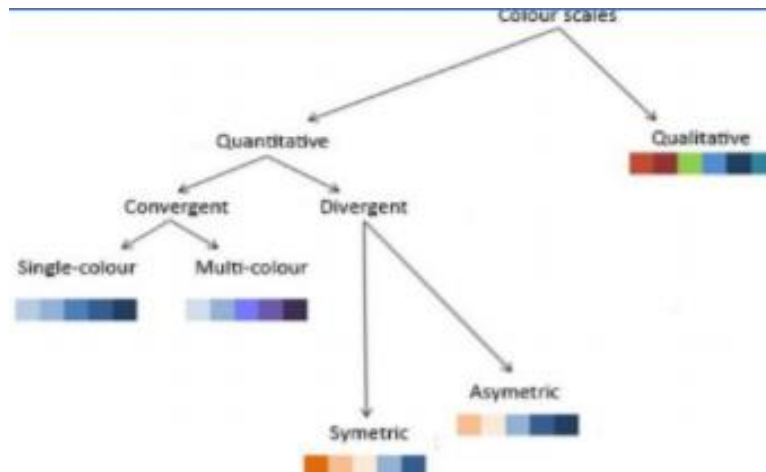 Colour scales
Quantitative
Qualitative
Convergent
Divergent
Single-colour
Multi-colour
Asymetric
Symetric